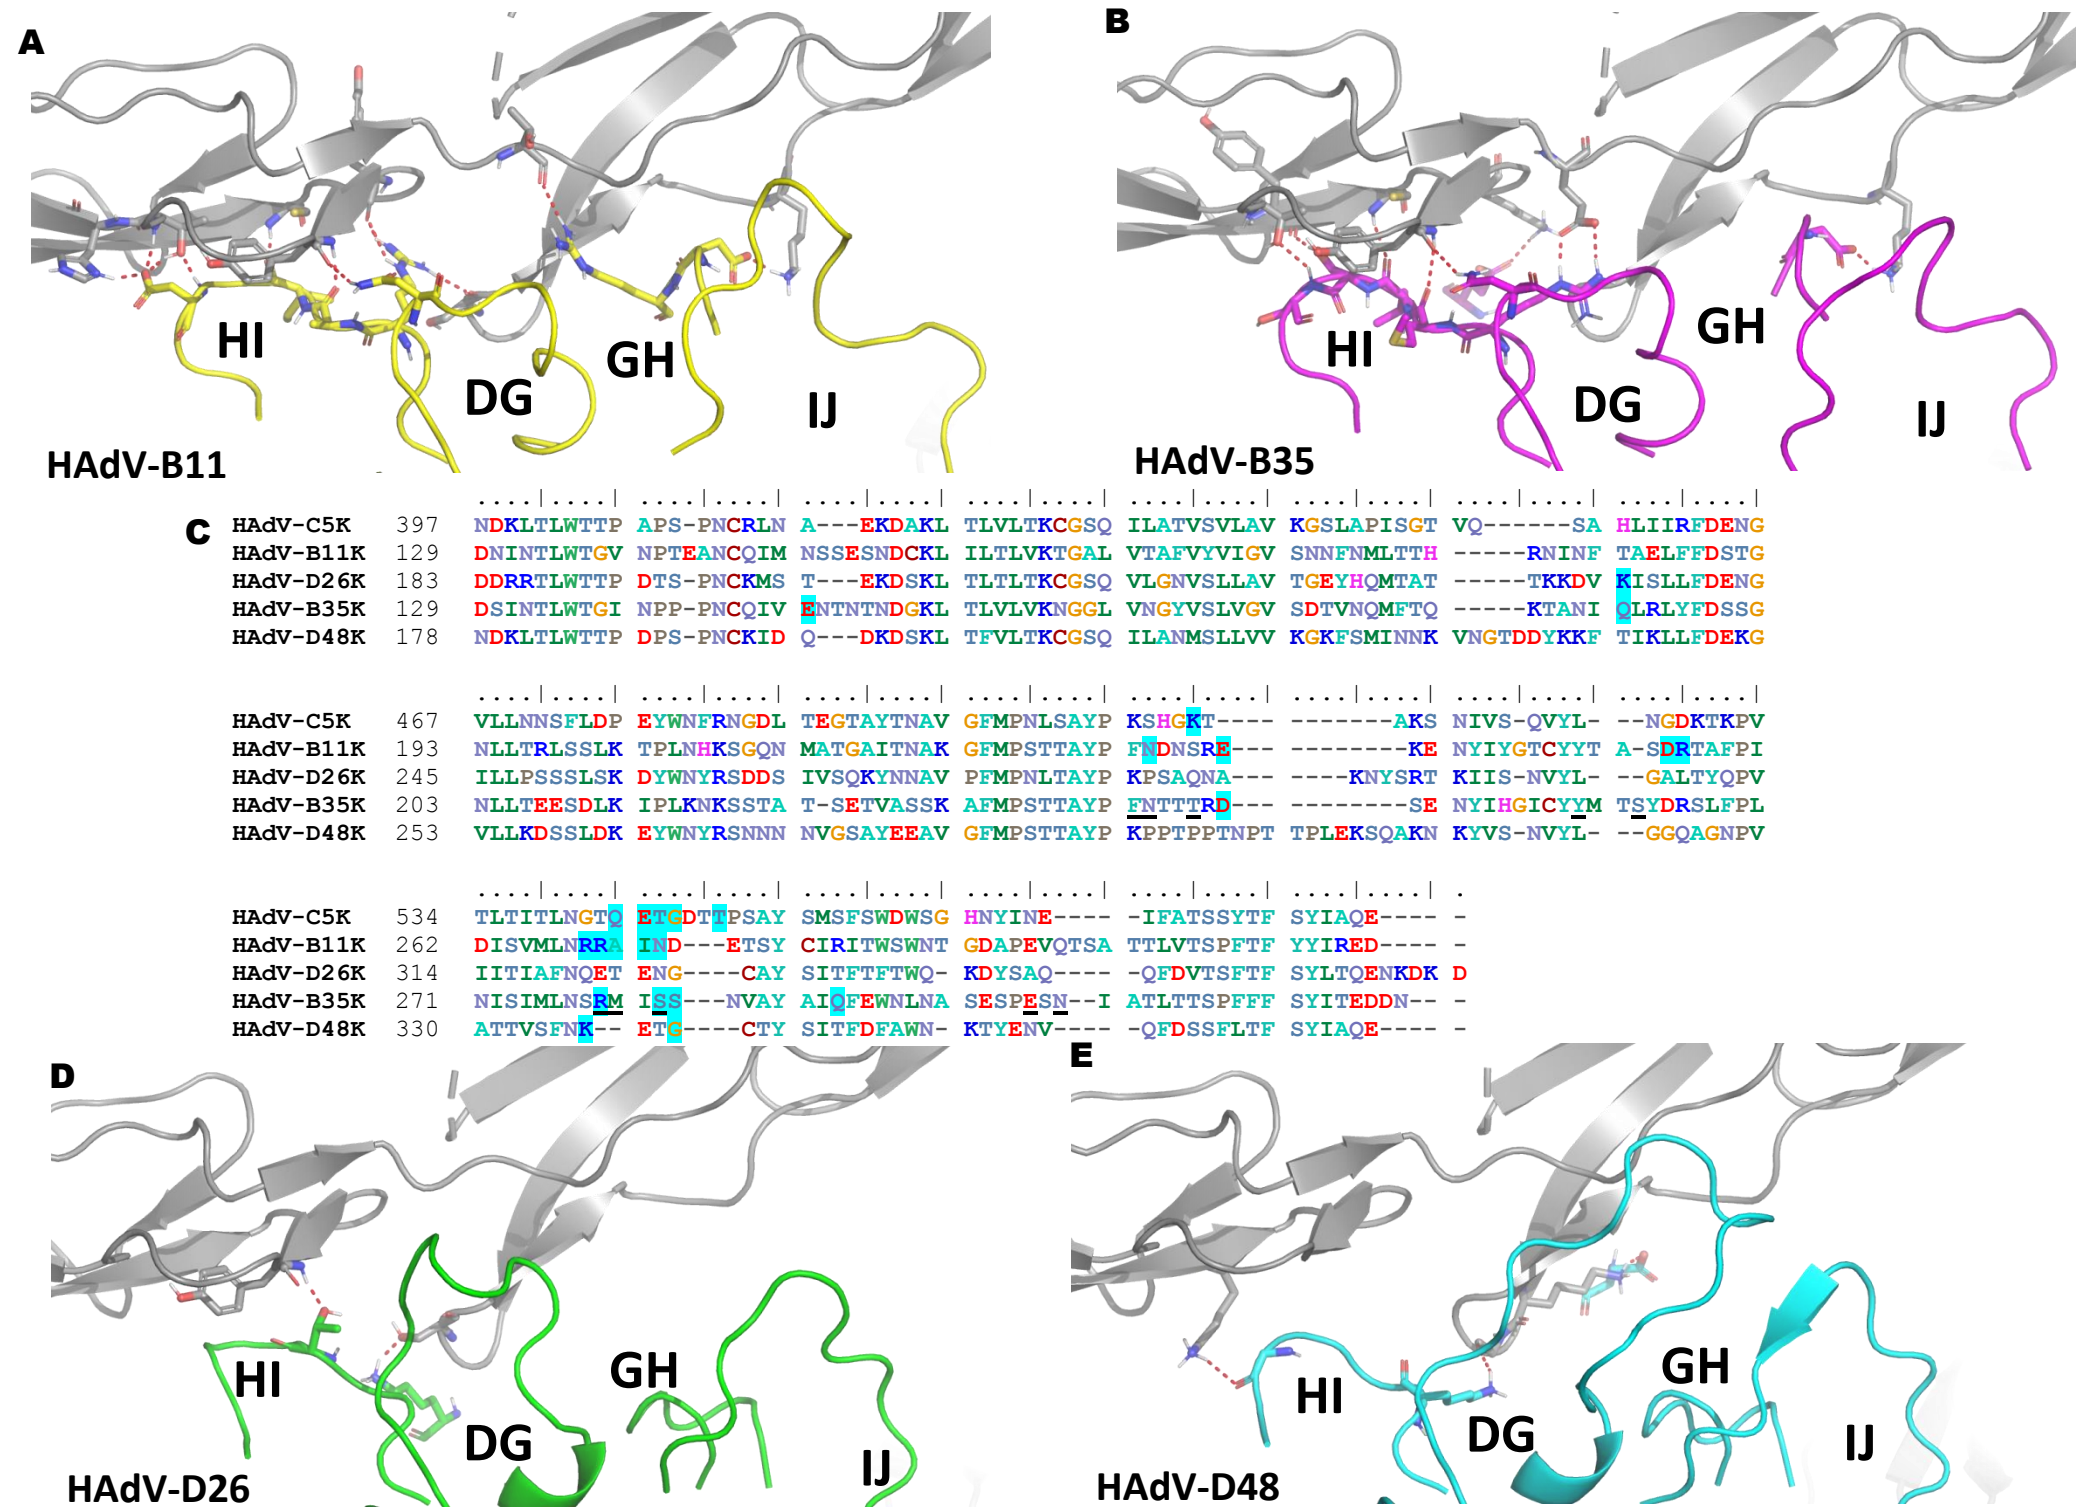 A
B
HI
DG
GH
IJ
HAdV-B11
HI
DG
GH
IJ
HAdV-B35
C
....|....| ....|....| ....|....| ....|....| ....|....| ....|....| ....|....| ....|....|
HAdV-C5K 397 NDKLTLWTTP APS-PNCRLN A---EKDAKL TLVLTKCGSQ ILATVSVLAV KGSLAPISGT VQ------SA HLIIRFDENG
HAdV-B11K 129 DNINTLWTGV NPTEANCQIM NSSESNDCKL ILTLVKTGAL VTAFVYVIGV SNNFNMLTTH -----RNINF TAELFFDSTG
HAdV-D26K 183 DDRRTLWTTP DTS-PNCKMS T---EKDSKL TLTLTKCGSQ VLGNVSLLAV TGEYHQMTAT -----TKKDV KISLLFDENG
HAdV-B35K 129 DSINTLWTGI NPP-PNCQIV ENTNTNDGKL TLVLVKNGGL VNGYVSLVGV SDTVNQMFTQ -----KTANI QLRLYFDSSG
HAdV-D48K 178 NDKLTLWTTP DPS-PNCKID Q---DKDSKL TFVLTKCGSQ ILANMSLLVV KGKFSMINNK VNGTDDYKKF TIKLLFDEKG
....|....| ....|....| ....|....| ....|....| ....|....| ....|....| ....|....| ....|....|
HAdV-C5K 467 VLLNNSFLDP EYWNFRNGDL TEGTAYTNAV GFMPNLSAYP KSHGKT---- -------AKS NIVS-QVYL- --NGDKTKPV
HAdV-B11K 193 NLLTRLSSLK TPLNHKSGQN MATGAITNAK GFMPSTTAYP FNDNSRE--- --------KE NYIYGTCYYT A-SDRTAFPI
HAdV-D26K 245 ILLPSSSLSK DYWNYRSDDS IVSQKYNNAV PFMPNLTAYP KPSAQNA--- ----KNYSRT KIIS-NVYL- --GALTYQPV
HAdV-B35K 203 NLLTEESDLK IPLKNKSSTA T-SETVASSK AFMPSTTAYP FNTTTRD--- --------SE NYIHGICYYM TSYDRSLFPL
HAdV-D48K 253 VLLKDSSLDK EYWNYRSNNN NVGSAYEEAV GFMPSTTAYP KPPTPPTNPT TPLEKSQAKN KYVS-NVYL- --GGQAGNPV
....|....| ....|....| ....|....| ....|....| ....|....| ....|....| .
HAdV-C5K 534 TLTITLNGTQ ETGDTTPSAY SMSFSWDWSG HNYINE---- -IFATSSYTF SYIAQE---- -
HAdV-B11K 262 DISVMLNRRA IND---ETSY CIRITWSWNT GDAPEVQTSA TTLVTSPFTF YYIRED---- -
HAdV-D26K 314 IITIAFNQET ENG----CAY SITFTFTWQ- KDYSAQ---- -QFDVTSFTF SYLTQENKDK D
HAdV-B35K 271 NISIMLNSRM ISS---NVAY AIQFEWNLNA SESPESN--I ATLTTSPFFF SYITEDDN-- -
HAdV-D48K 330 ATTVSFNK-- ETG----CTY SITFDFAWN- KTYENV---- -QFDSSFLTF SYIAQE---- -
D
E
HI
DG
GH
IJ
HAdV-D26
HI
DG
GH
IJ
HAdV-D48